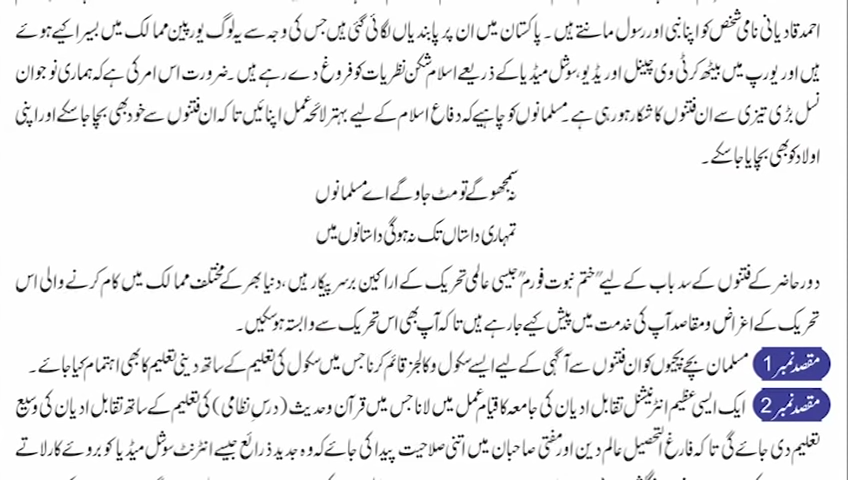 احمد قادیانی نامی شخص کو اپنا نبی اور رسول مانتے ہیں۔ پاکستان میں ان پر پابندیاں لگائی گئی ہیں جس کی وجہ سے یہ لوگ یورپین ممالک میں بسیرا کیے ہوئے
ہیں اور یورپ میں بیٹھ کر ٹی وی چینل اور یڈیو، سوشل میڈیا کے ذریعے اسلام شکن نظریات کو فروغ دے رہے ہیں۔ ضرورت اس امر کی ہے کہ ہماری نوجوان
نسل بڑی تیزی سے ان فتنوں کا شکار ہو رہی ہے۔ مسلمانوں کو چاہیے کہ دفاع اسلام کے لیے بہتر لائحہ عمل اپنائیں تاکہ ان فتنوں سے خود بھی بچا جا سکے اور اپنی
اولاد کو بھی بچایا جا سکے۔
نہ سمجھو گے تو مٹ جاوگے اے مسلمانوں
تمہاری داستاں تک نہ ہوگی داستانوں میں
دور حاضر کے فتنوں کے سد باب کے لیے "ختم نبوت فورم" جیسی عالمی تحریک کے اراکین برسر پیکار ہیں، دنیا بھر کے مختلف ممالک میں کام کرنے والی اس
تحریک کے اغراض و مقاصد آپ کی خدمت میں پیش کیے جا رہے ہیں تاکہ آپ بھی اس تحریک سے وابستہ ہو سکیں۔
مقصد نمبر 1 مسلمان بچے بچیوں کو ان فتنوں سے آگہی کے لیے ایسے سکول و کالجز قائم کرنا جس میں سکول کی تعلیم کے ساتھ دینی تعلیم کا بھی اہتمام کیا جائے۔
مقصد نمبر 2 ایک ایسی عظیم انٹرنیشنل تقابل ادیان کی جامعہ کا قیام عمل میں لانا جس میں قرآن و حدیث (درس نظامی) کی تعلیم کے ساتھ تقابل ادیان کی وسیع
تعلیم دی جائے گی تاکہ فارغ التحصیل عالم دین اور مفتی صاحبان میں اتنی صلاحیت پیدا کی جائے کہ وہ جدید ذرائع جیسے انٹرنٹ سوشل میڈیا کو بروئے کار لاتے